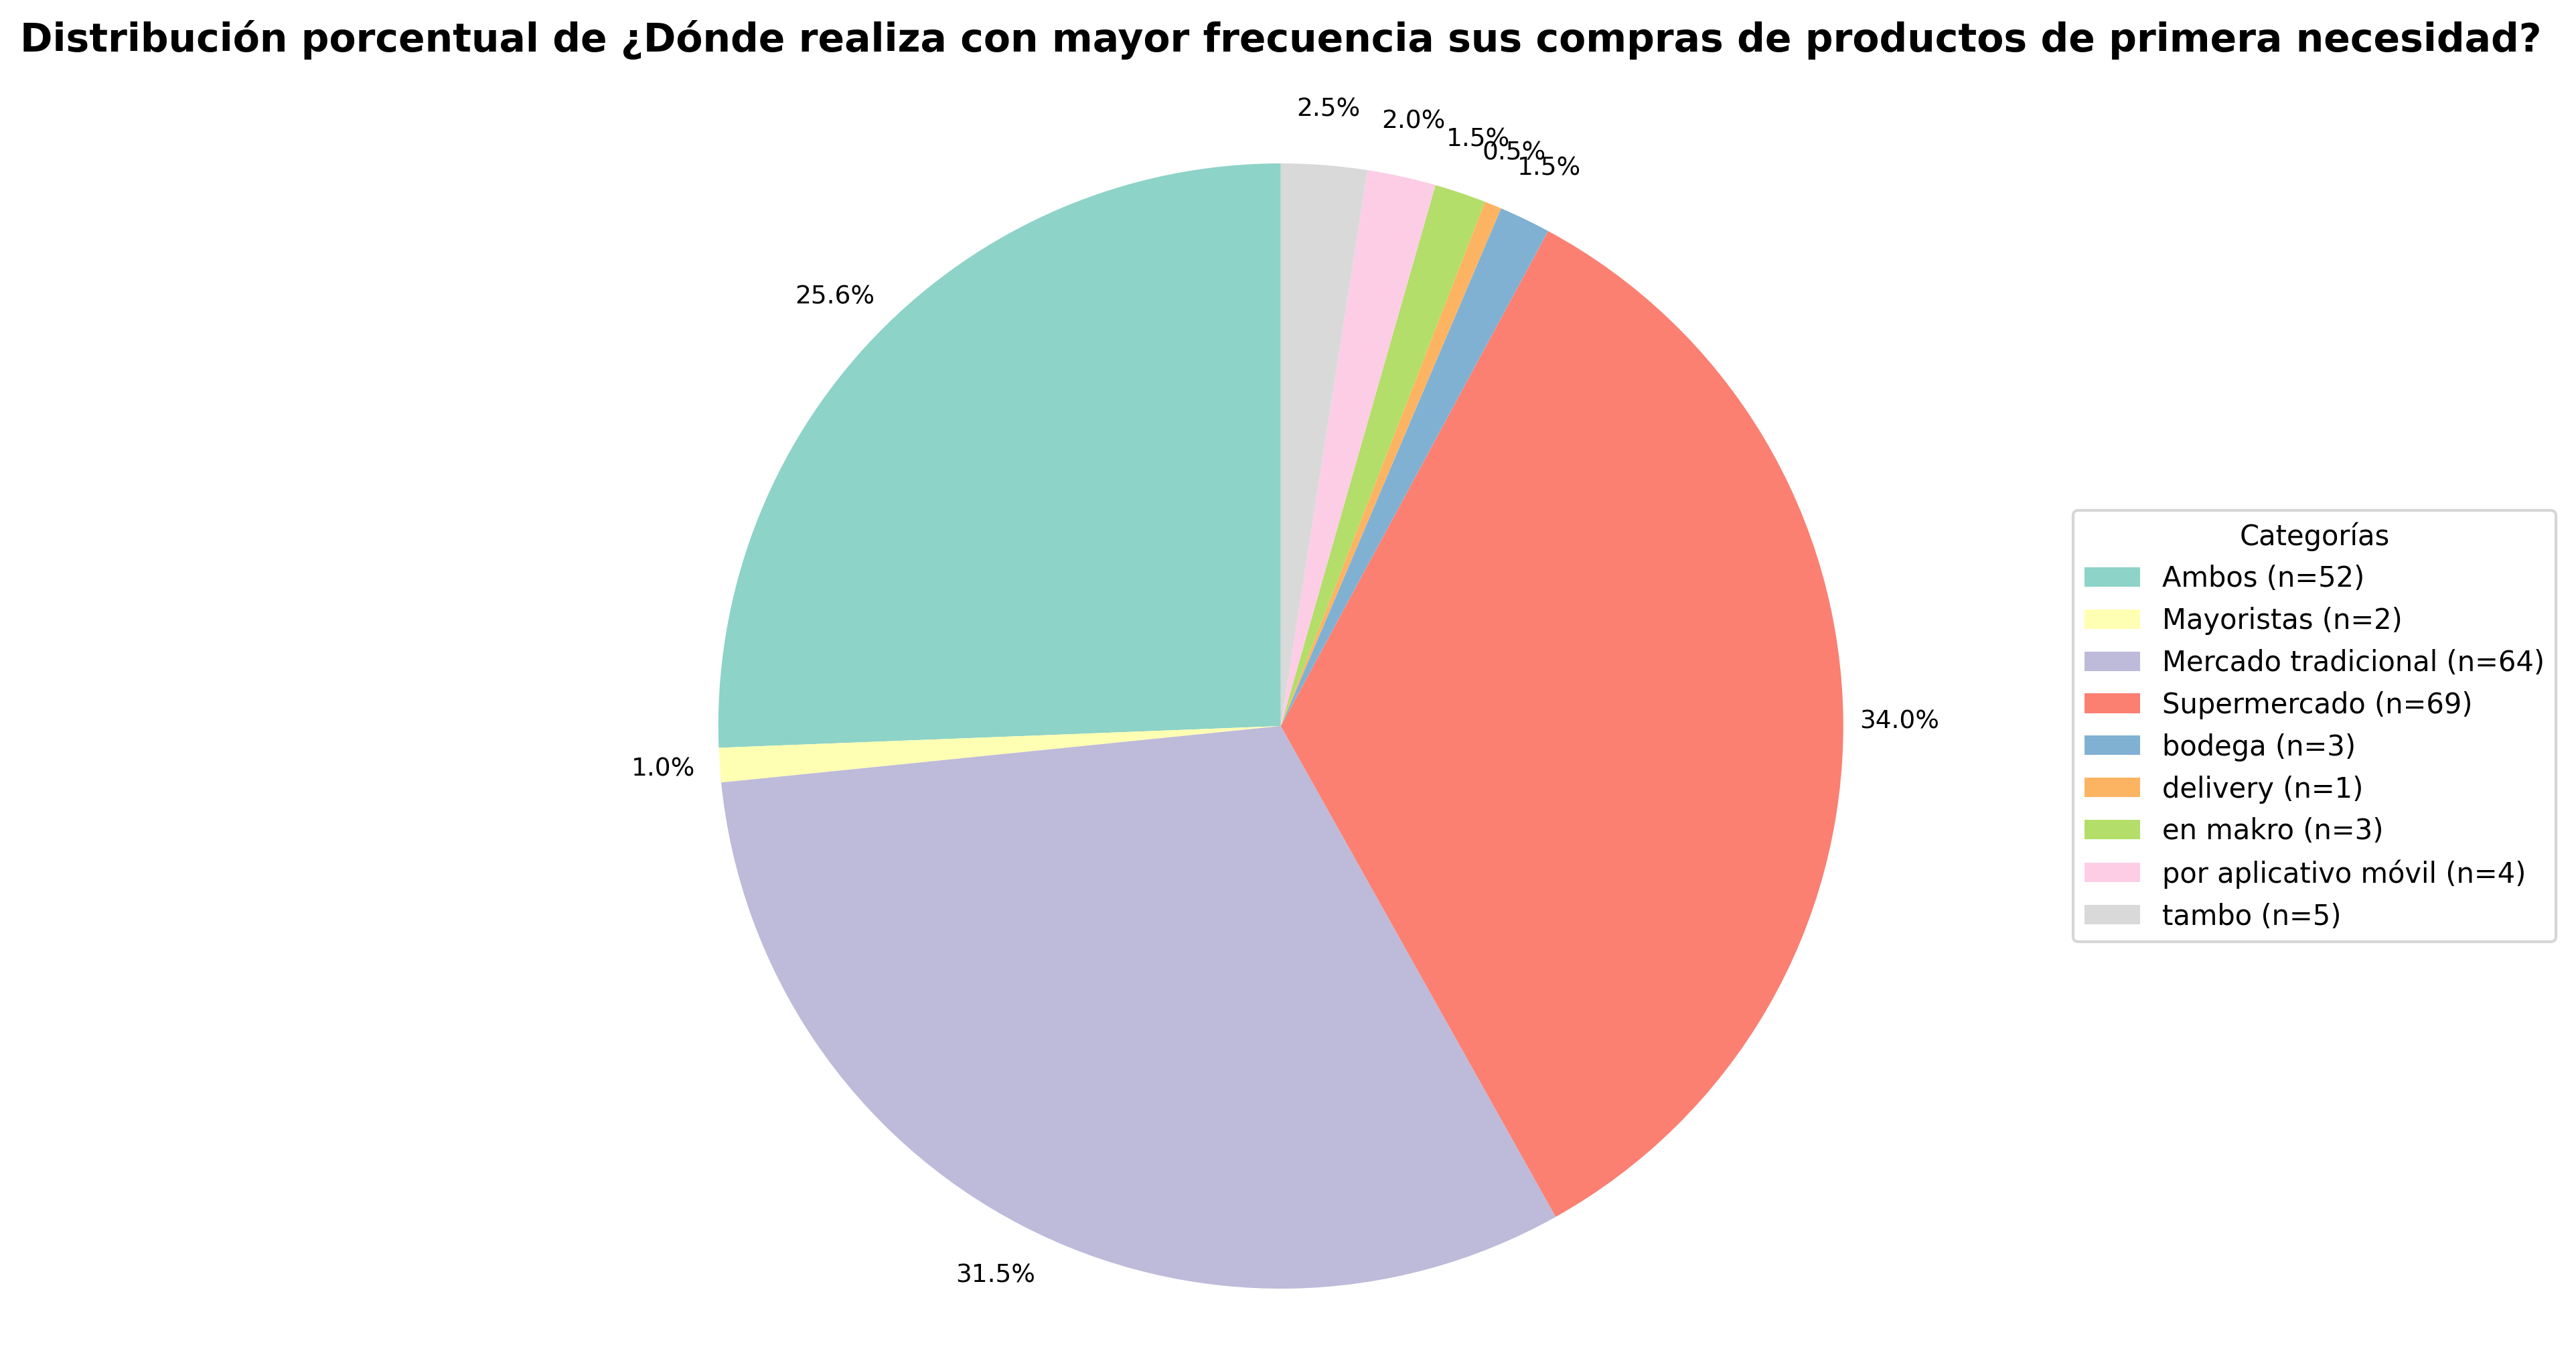 Distribución porcentual de ¿Dónde realiza con mayor frecuencia sus compras de productos de primera necesidad?
2.5%
2.0%
1.5%
0.5%
1.5%
25.6%
34.0%
1.0%
31.5%
Categorías
Ambos (n=52)
Mayoristas (n=2)
Mercado tradicional (n=64)
Supermercado (n=69)
bodega (n=3)
delivery (n=1)
en makro (n=3)
por aplicativo móvil (n=4)
tambo (n=5)